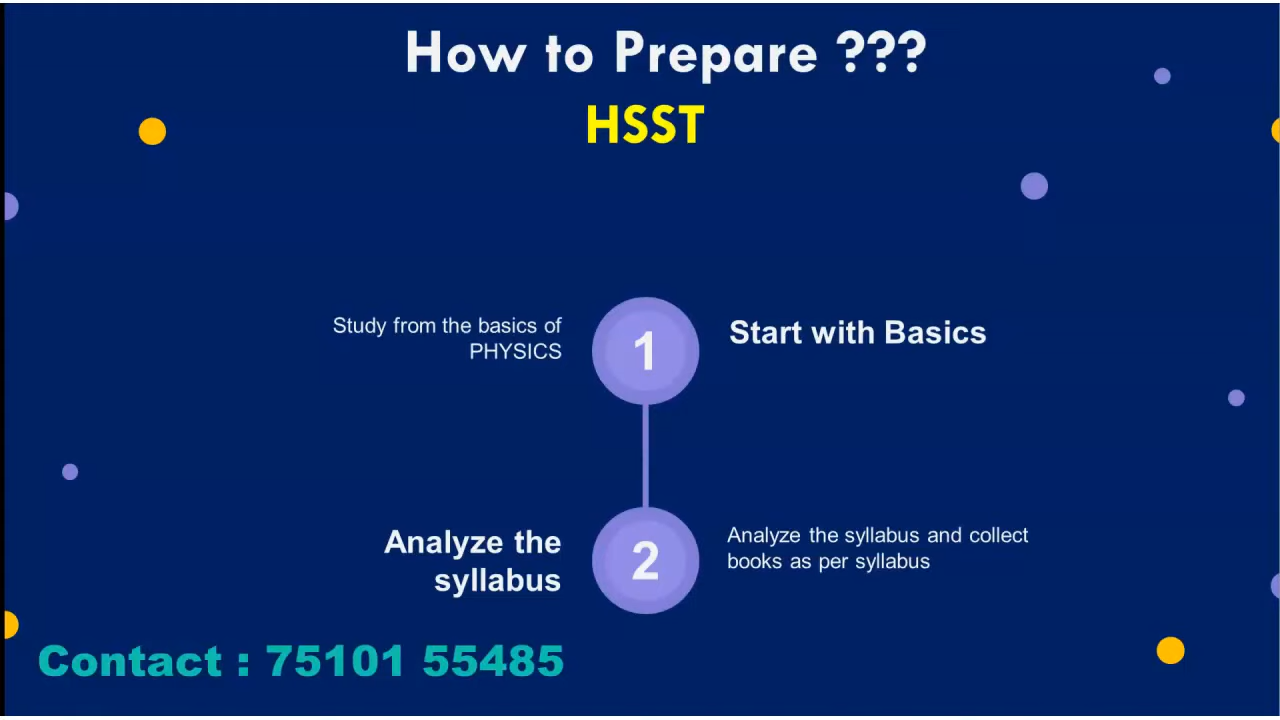 How to Prepare ???
HSST
Study from the basics of
PHYSICS
1
Start with Basics
Analyze the
syllabus
2
Analyze the syllabus and collect
books as per syllabus
Contact : 75101 55485